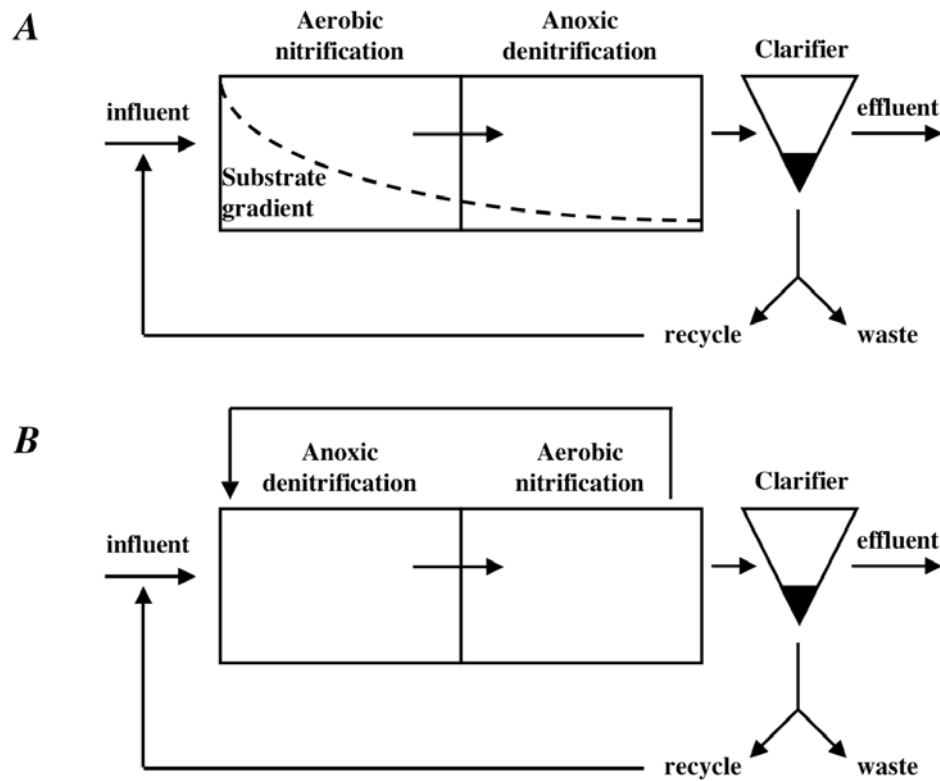 A
Aerobic
nitrification
Anoxic
denitrification
Clarifier
influent
effluent
Substrate
gradient
recycle
waste
B
Anoxic
denitrification
Aerobic
nitrification
Clarifier
influent
effluent
recycle
waste